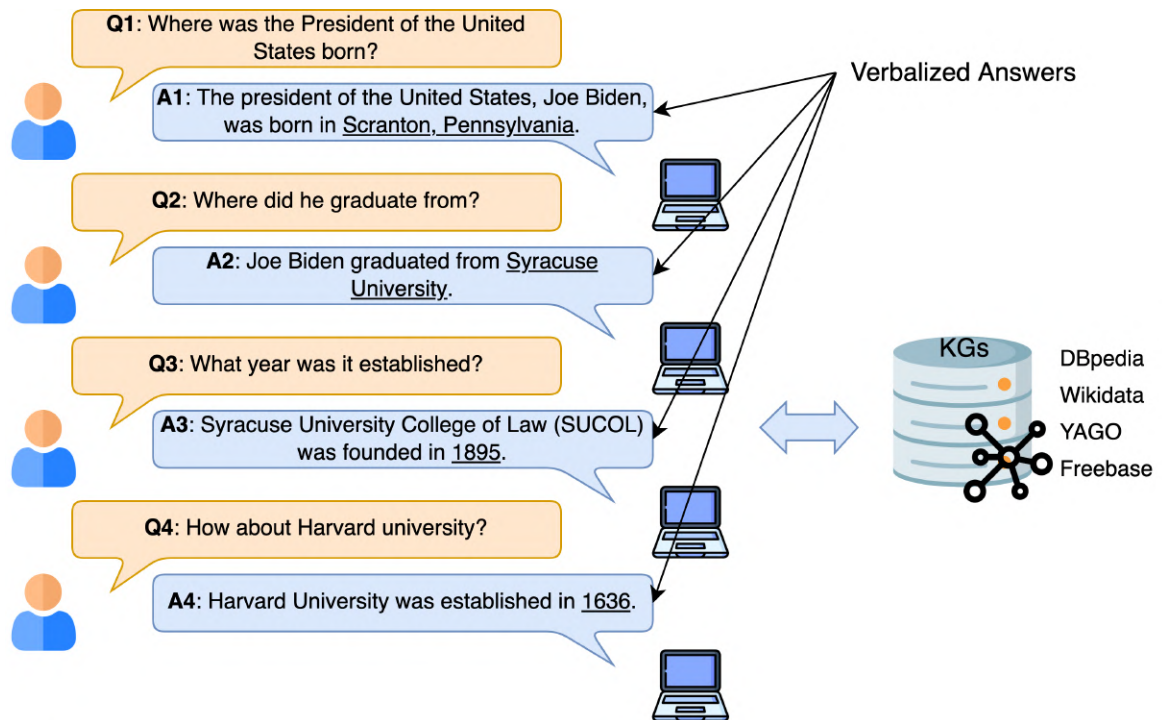 Q1: Where was the President of the United
States born?
Verbalized Answers
A1: The president of the United States, Joe Biden,
was born in Scranton, Pennsylvania.
Q2: Where did he graduate from?
A2: Joe Biden graduated from Syracuse
University.
Q3: What year was it established?
KGs
DBpedia
Wikidata
YAGO
Freebase
A3: Syracuse University College of Law (SUCOL)
was founded in 1895.
Q4: How about Harvard university?
A4: Harvard University was established in 1636.